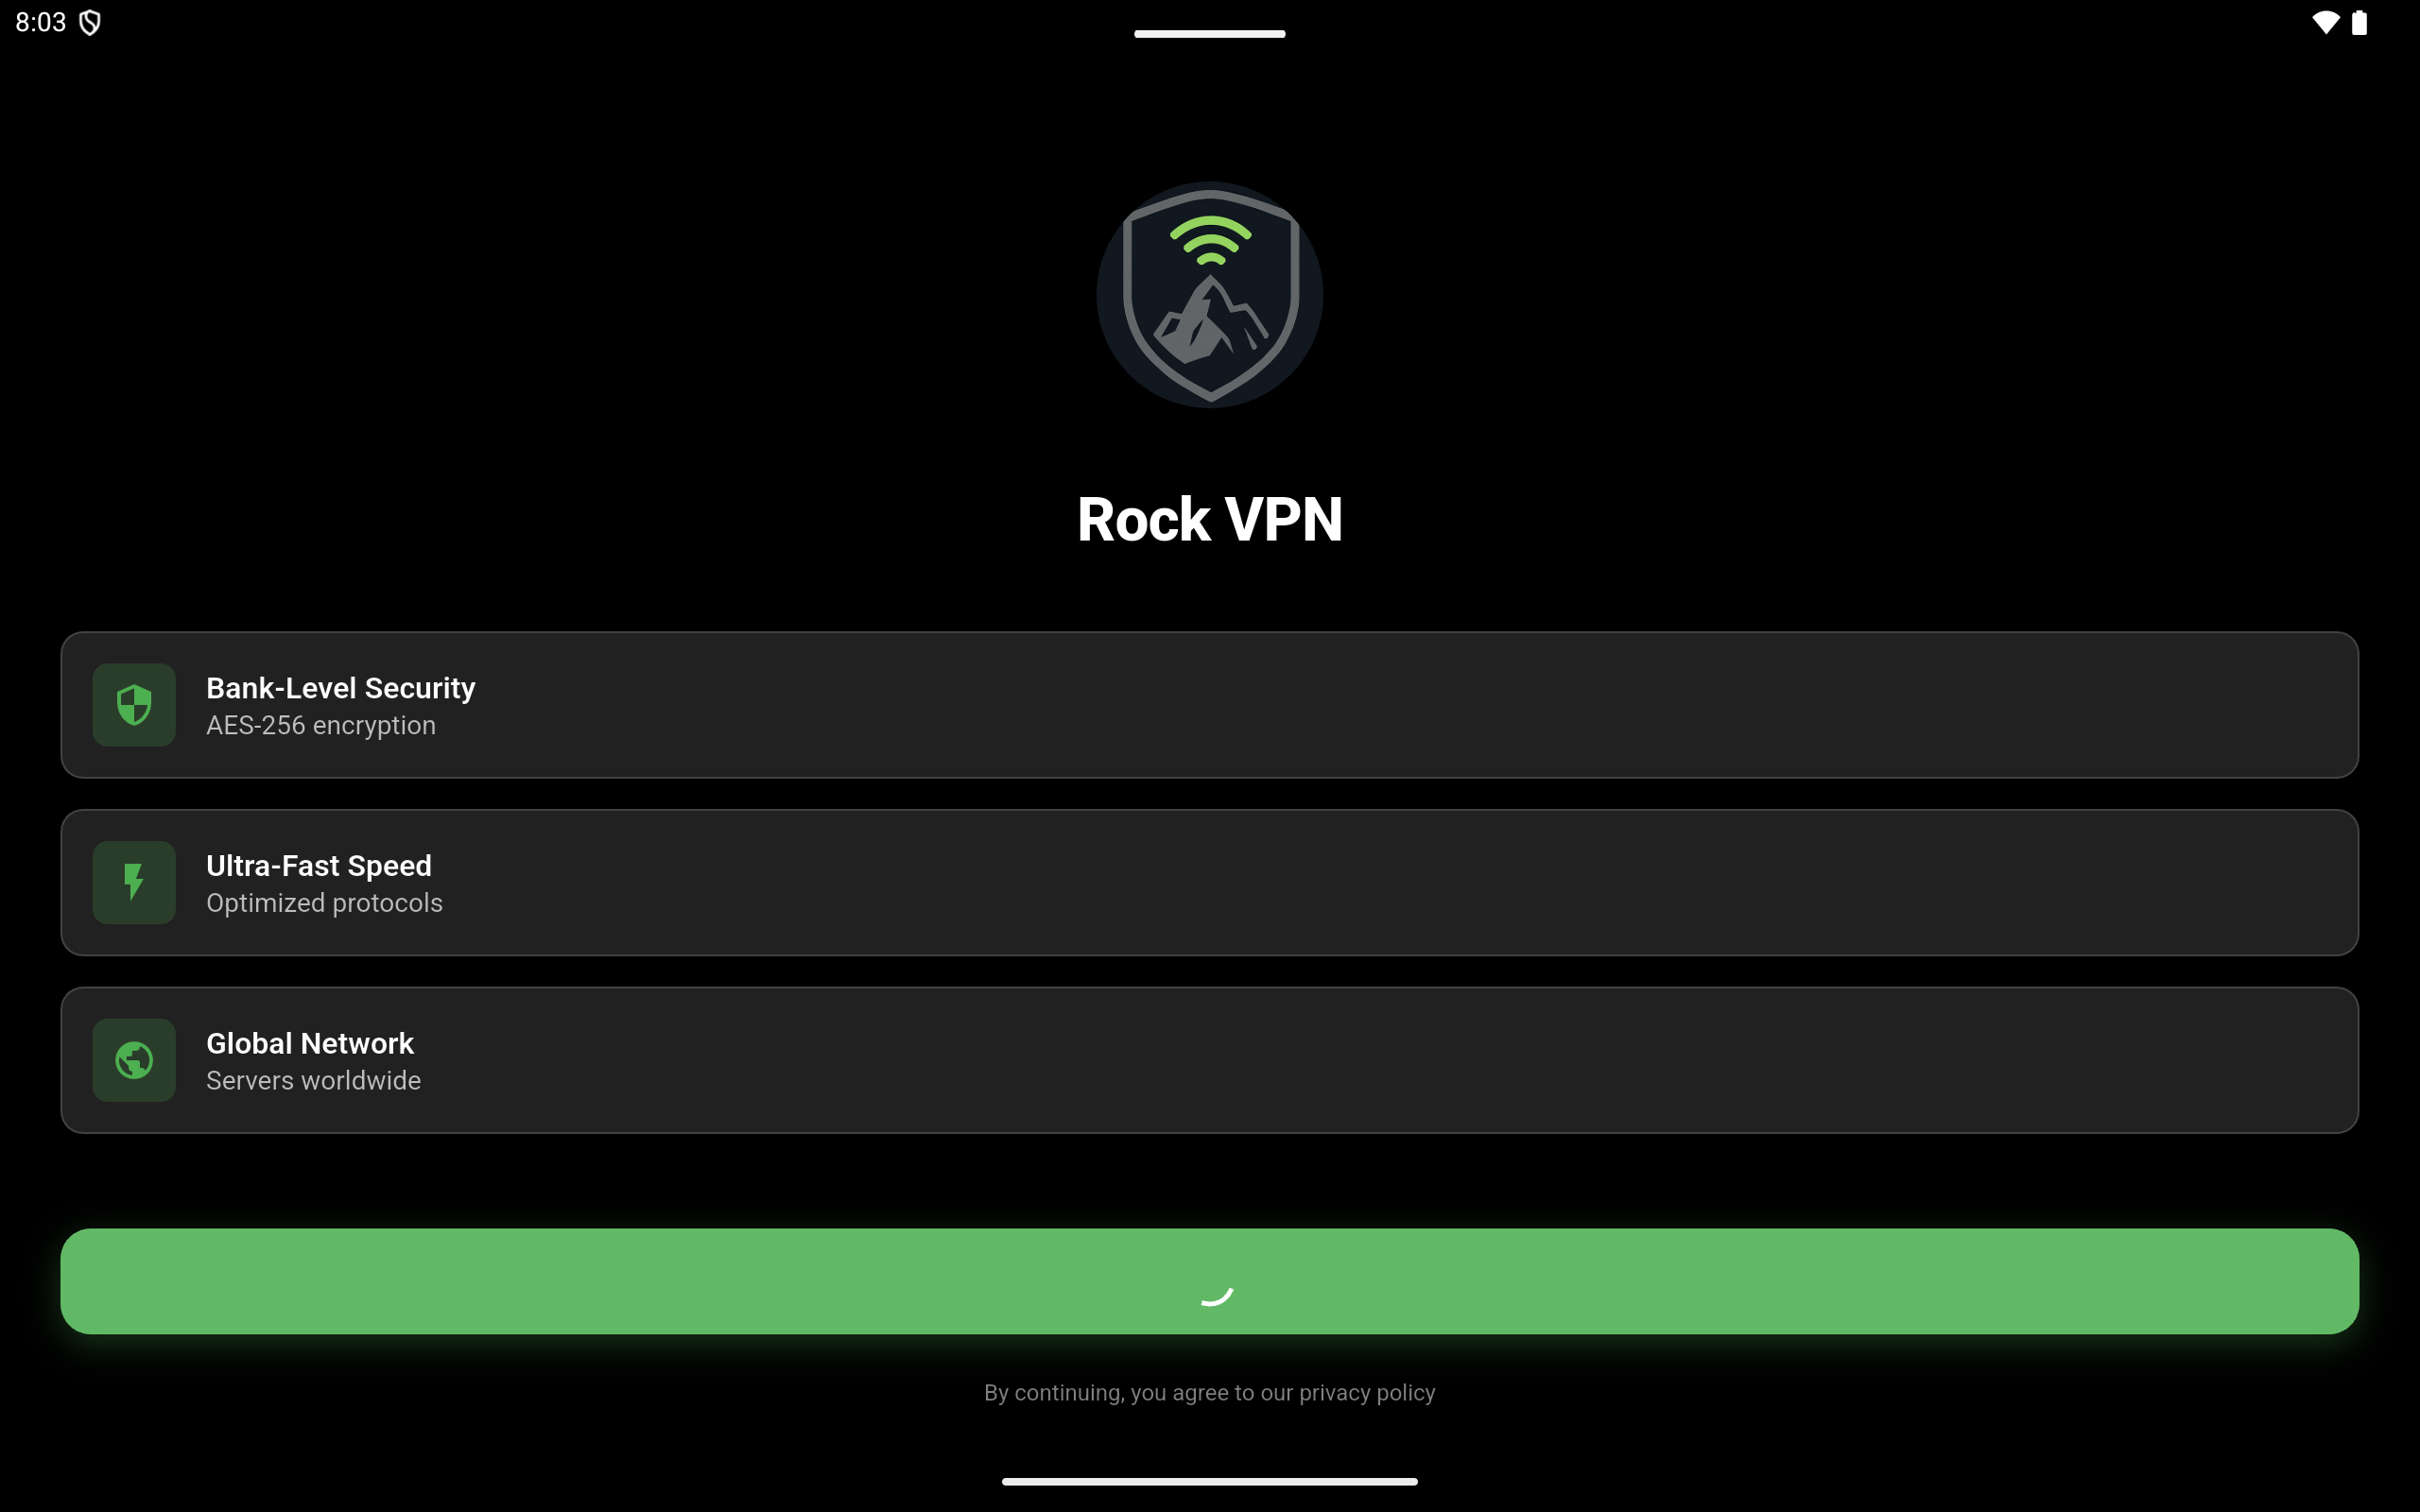 8:03
Rock VPN
Bank-Level Security
AES-256 encryption
Ultra-Fast Speed
Optimized protocols
Global Network
Servers worldwide
By continuing, you agree to our privacy policy